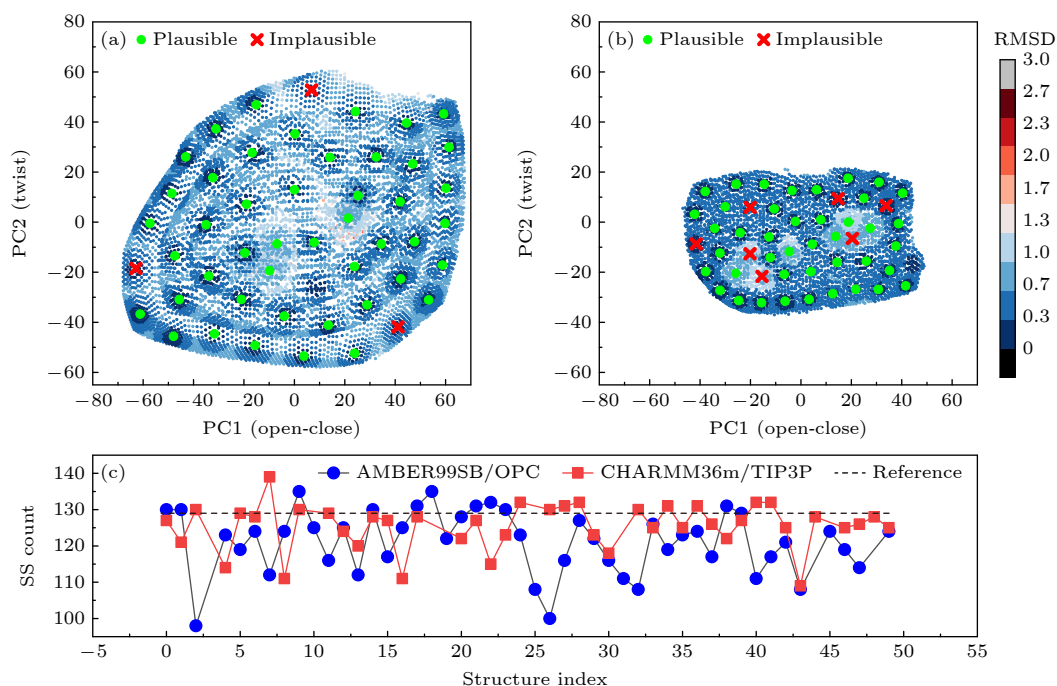 (a) Plausible Implausible
80
60
40
20
0
−20
−40
−60
−80 −60 −40 −20 0 20 40 60
PC2 (twist)
PC1 (open-close)
(b) Plausible Implausible
80
60
40
20
0
−20
−40
−60
−80 −60 −40 −20 0 20 40 60
PC2 (twist)
PC1 (open-close)
RMSD
3.0
2.7
2.3
2.0
1.7
1.3
1.0
0.7
0.3
0
(c) AMBER99SB/OPC CHARMM36m/TIP3P Reference
140
130
120
110
100
SS count
−5 0 5 10 15 20 25 30 35 40 45 50 55
Structure index